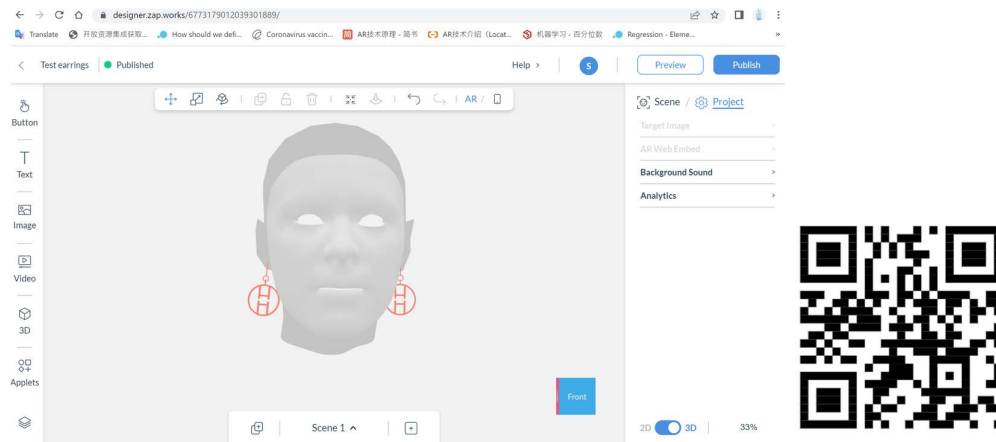 designer.zap.works/6773179012039301889/
Translate 开放资源集成获取... How should we defi... Coronavirus vaccin... 简 AR技术原理 - 简书 AR技术介绍（Locat... 机器学习 - 百分位数 Regression - Eleme... »
Test earrings Published Help > S Preview Publish
AR /
Scene / Project
Button
Target Image
AR Web Embed
Text
Background Sound
Analytics
Image
Video
3D
Applets
Front
Scene 1
2D 3D 33%